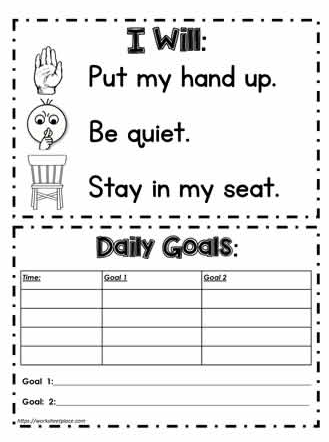 I Will:
Put my hand up.
Be quiet.
Stay in my seat.
Daily Goals:
Time: Goal 1 Goal 2
Goal 1:
Goal: 2:
https://worksheetplace.com